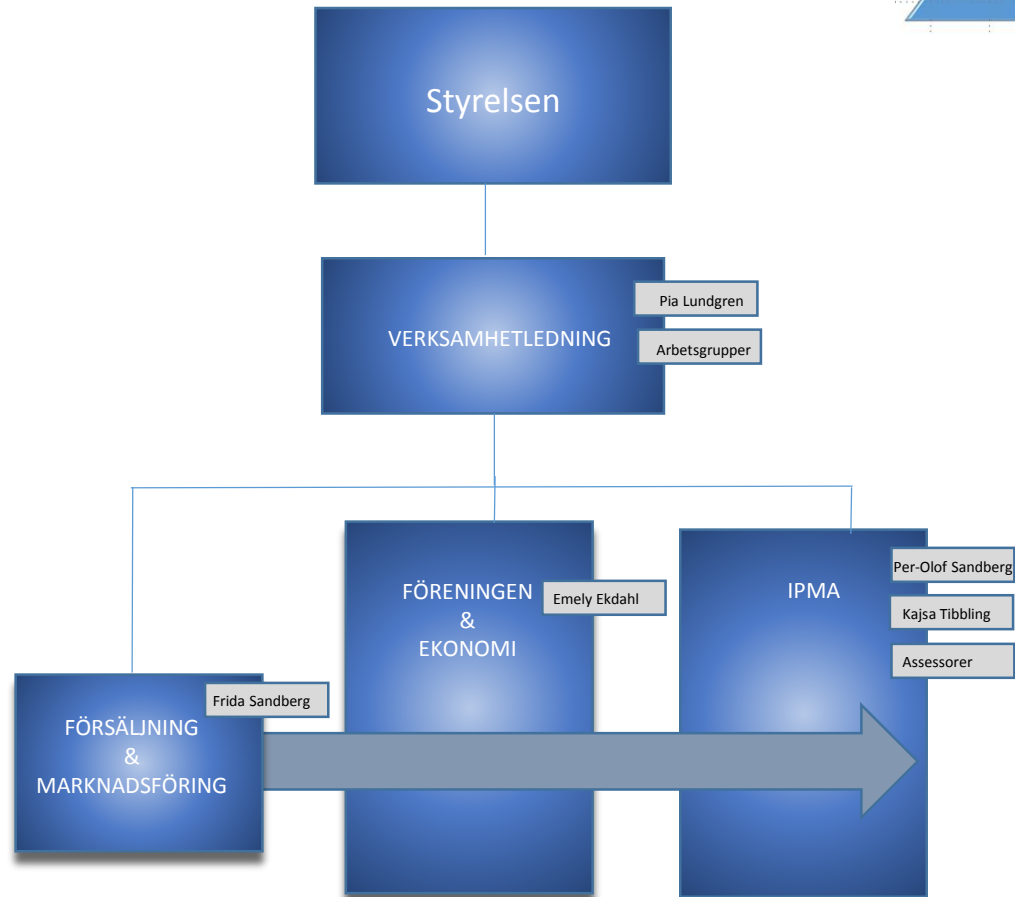 Styrelsen
VERKSAMHETLEDNING
Pia Lundgren
Arbetsgrupper
FÖRSÄLJNING
&
MARKNADSFÖRING
Frida Sandberg
FÖRENINGEN
&
EKONOMI
Emely Ekdahl
IPMA
Per-Olof Sandberg
Kajsa Tibbling
Assessorer